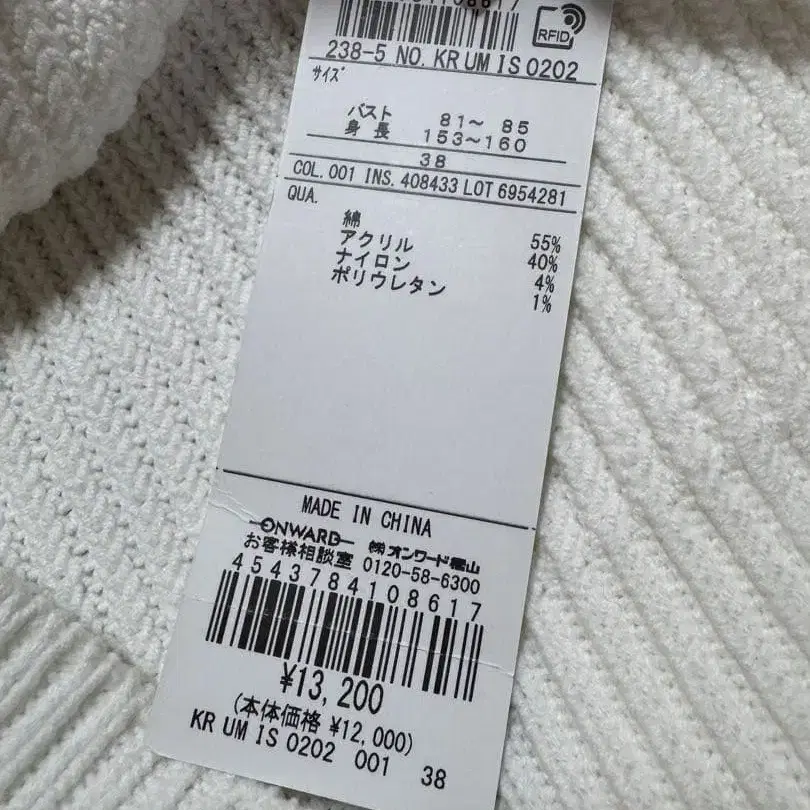 RFID
238-5 NO. KR UM IS 0202
サイズ
バスト 81～ 85
身長 153～160
38
COL. 001 INS. 408433 LOT 6954281
QUA.
綿 55%
アクリル 40%
ナイロン 4%
ポリウレタン 1%
MADE IN CHINA
ONWARD ㈱オンワード樫山
お客様相談室 0120-58-6300
4543784108617
¥13,200
(本体価格 ¥12,000)
KR UM IS 0202 001 38